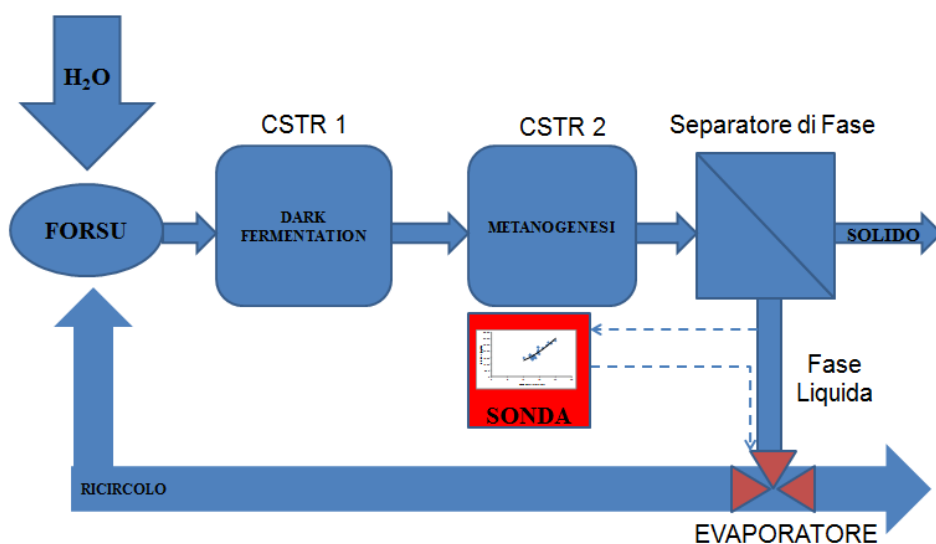 H₂O
CSTR 1
CSTR 2
Separatore di Fase
FORSU
DARK
FERMENTATION
METANOGENESI
SOLIDO
SONDA
Fase
Liquida
RICIRCOLO
EVAPORATORE